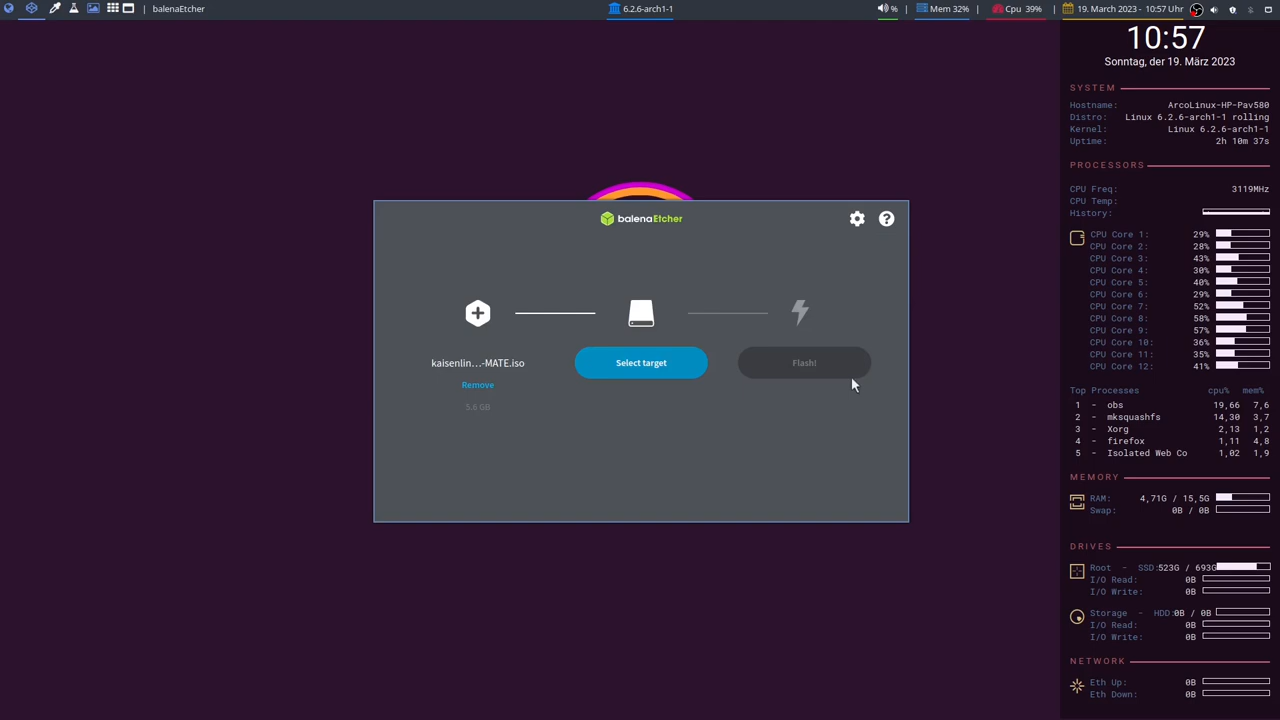 balenaEtcher
6.2.6-arch1-1
%
Mem 32%
Cpu 39%
19. March 2023 - 10:57 Uhr
10:57
Sonntag, der 19. März 2023
SYSTEM
Hostname: ArcoLinux-HP-Pav580
Distro: Linux 6.2.6-arch1-1 rolling
Kernel: Linux 6.2.6-arch1-1
Uptime: 2h 10m 37s
PROCESSORS
CPU Freq: 3119MHz
CPU Temp:
History:
CPU Core 1: 29%
CPU Core 2: 28%
CPU Core 3: 43%
CPU Core 4: 30%
CPU Core 5: 40%
CPU Core 6: 29%
CPU Core 7: 52%
CPU Core 8: 58%
CPU Core 9: 57%
CPU Core 10: 36%
CPU Core 11: 35%
CPU Core 12: 41%
Top Processes cpu% mem%
1 - obs 19,66 7,6
2 - mksquashfs 14,30 3,7
3 - Xorg 2,13 1,2
4 - firefox 1,11 4,8
5 - Isolated Web Co 1,02 1,9
MEMORY
RAM: 4,71G / 15,5G
Swap: 0B / 0B
DRIVES
Root - SSD:523G / 693G
I/O Read: 0B
I/O Write: 0B
Storage - HDD:0B / 0B
I/O Read: 0B
I/O Write: 0B
NETWORK
Eth Up: 0B
Eth Down: 0B
balenaEtcher
kaisenlin...-MATE.iso
Remove
5.6 GB
Select target
Flash!